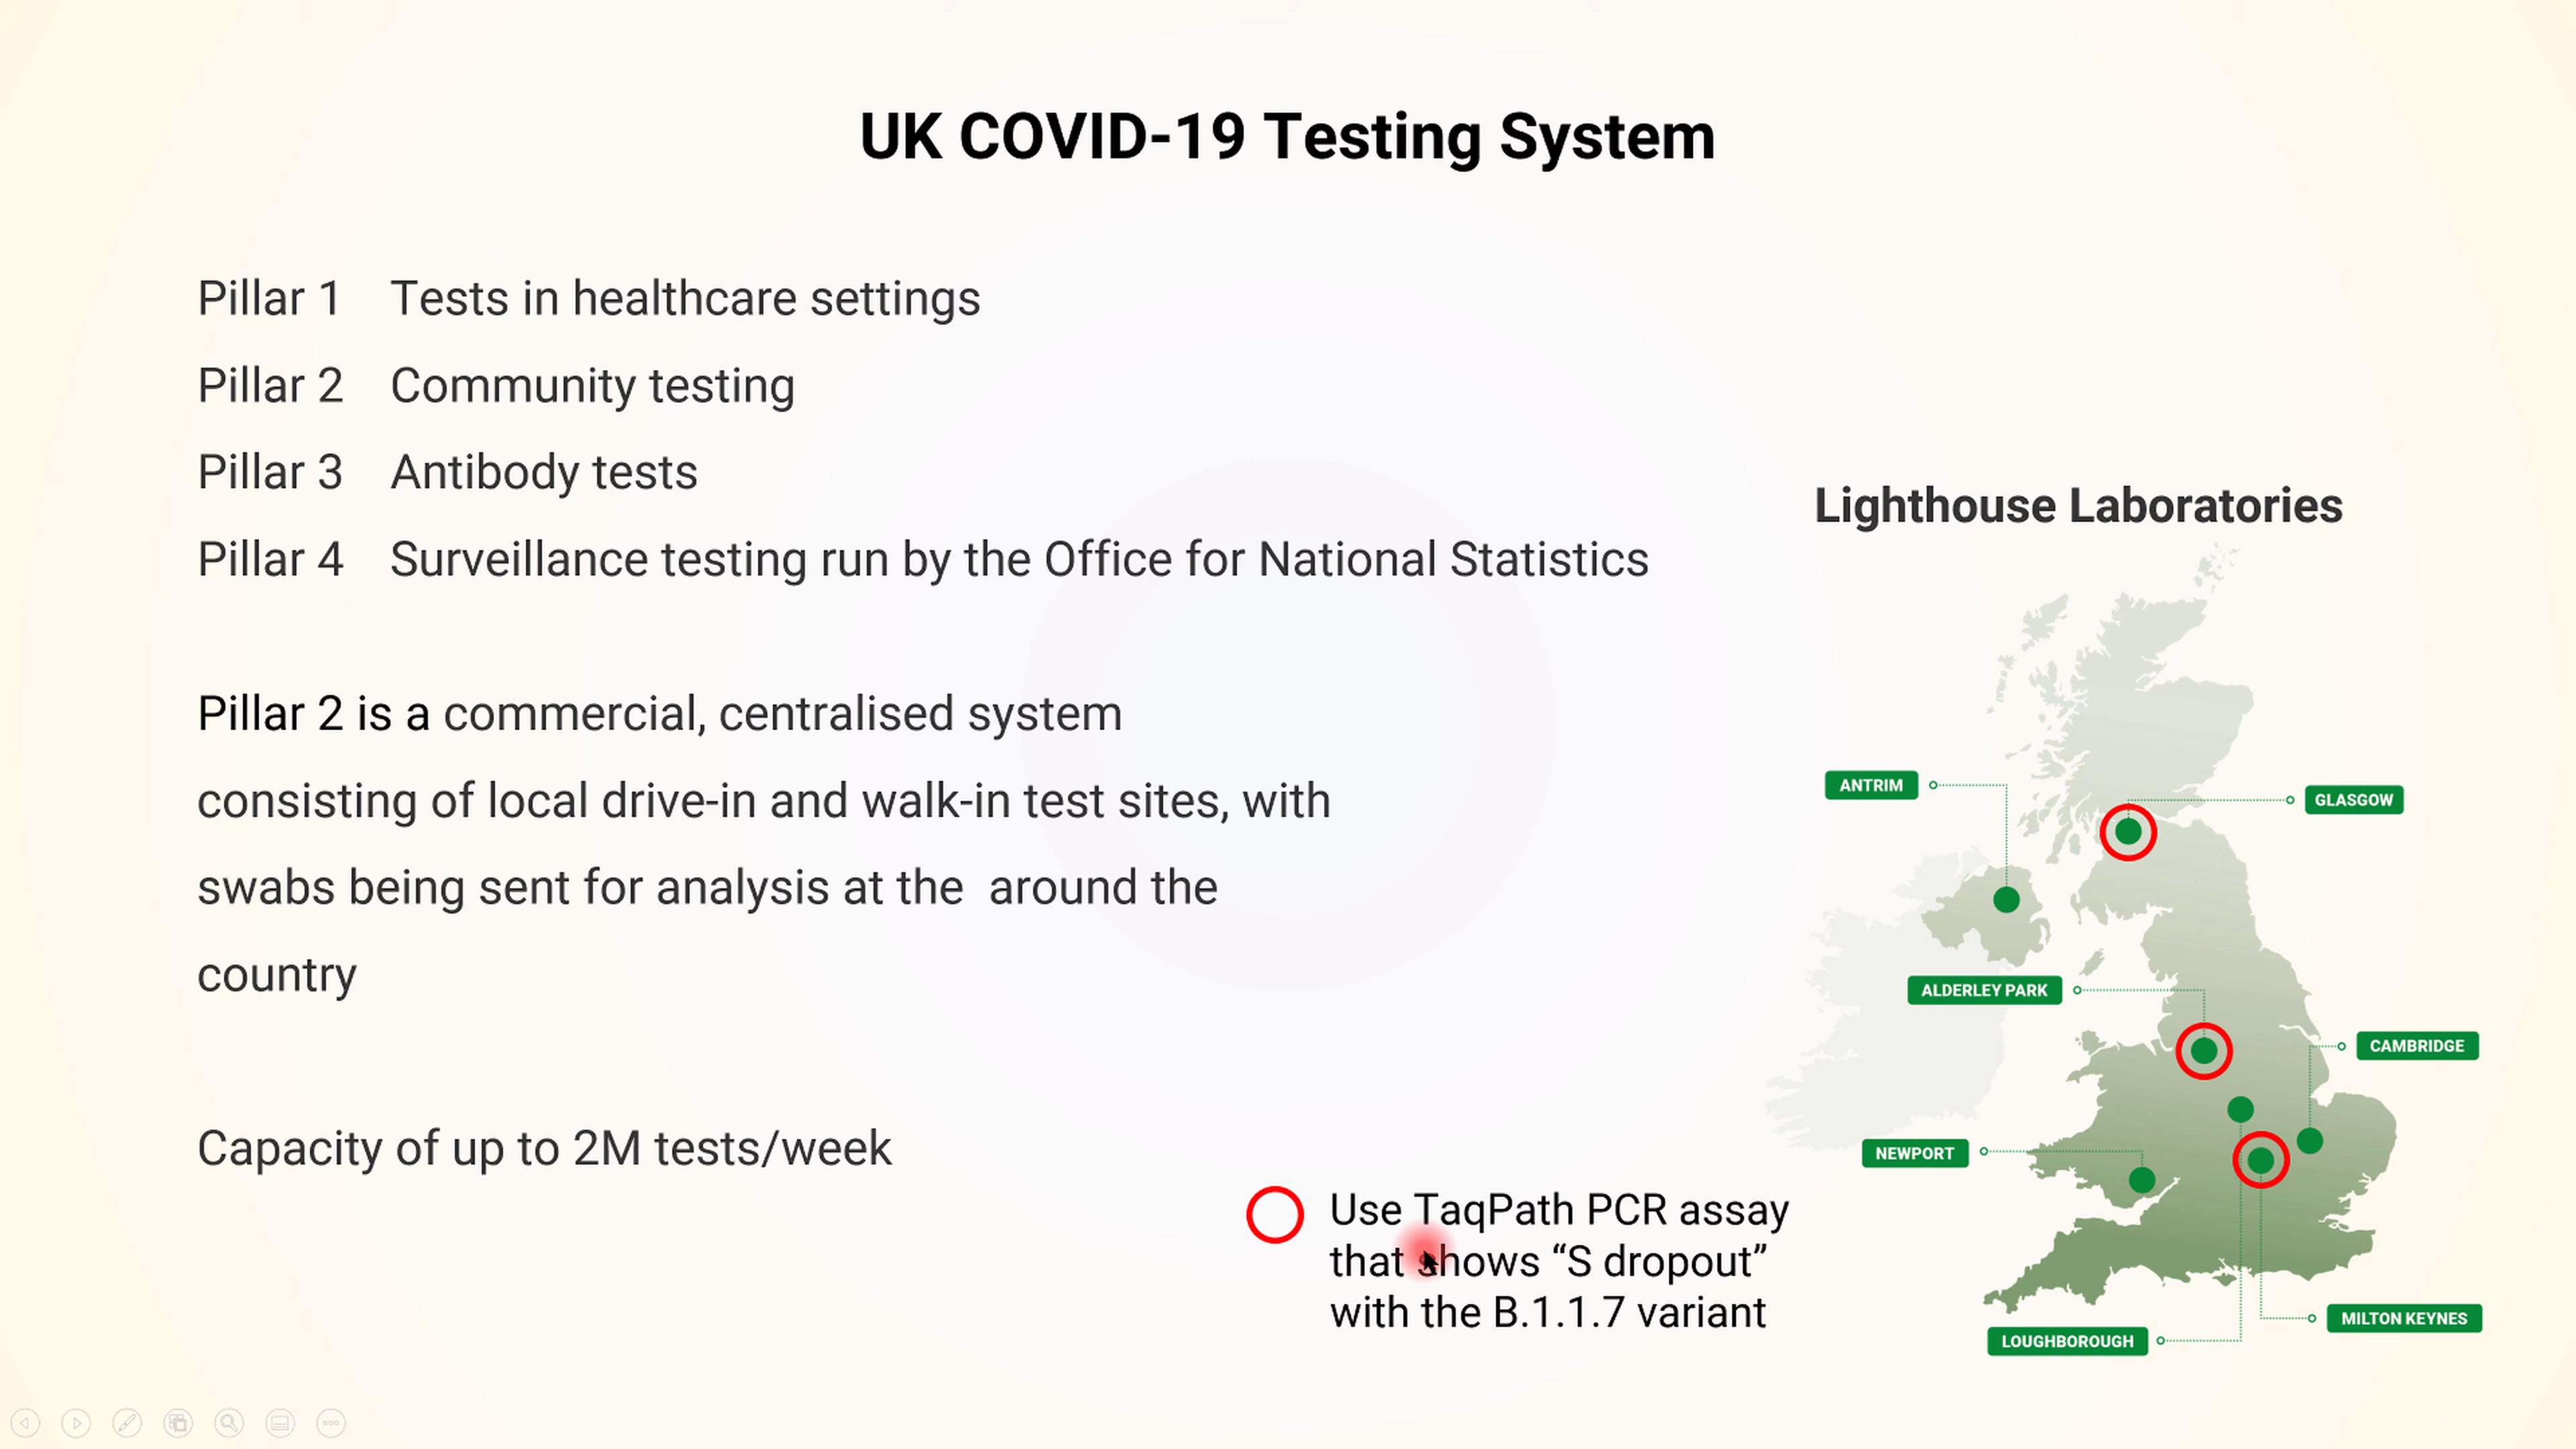 UK COVID-19 Testing System
Pillar 1 Tests in healthcare settings
Pillar 2 Community testing
Pillar 3 Antibody tests
Pillar 4 Surveillance testing run by the Office for National Statistics
Pillar 2 is a commercial, centralised system
consisting of local drive-in and walk-in test sites, with
swabs being sent for analysis at the around the
country
Capacity of up to 2M tests/week
Use TaqPath PCR assay
that shows “S dropout”
with the B.1.1.7 variant
Lighthouse Laboratories
ANTRIM
GLASGOW
ALDERLEY PARK
CAMBRIDGE
NEWPORT
MILTON KEYNES
LOUGHBOROUGH